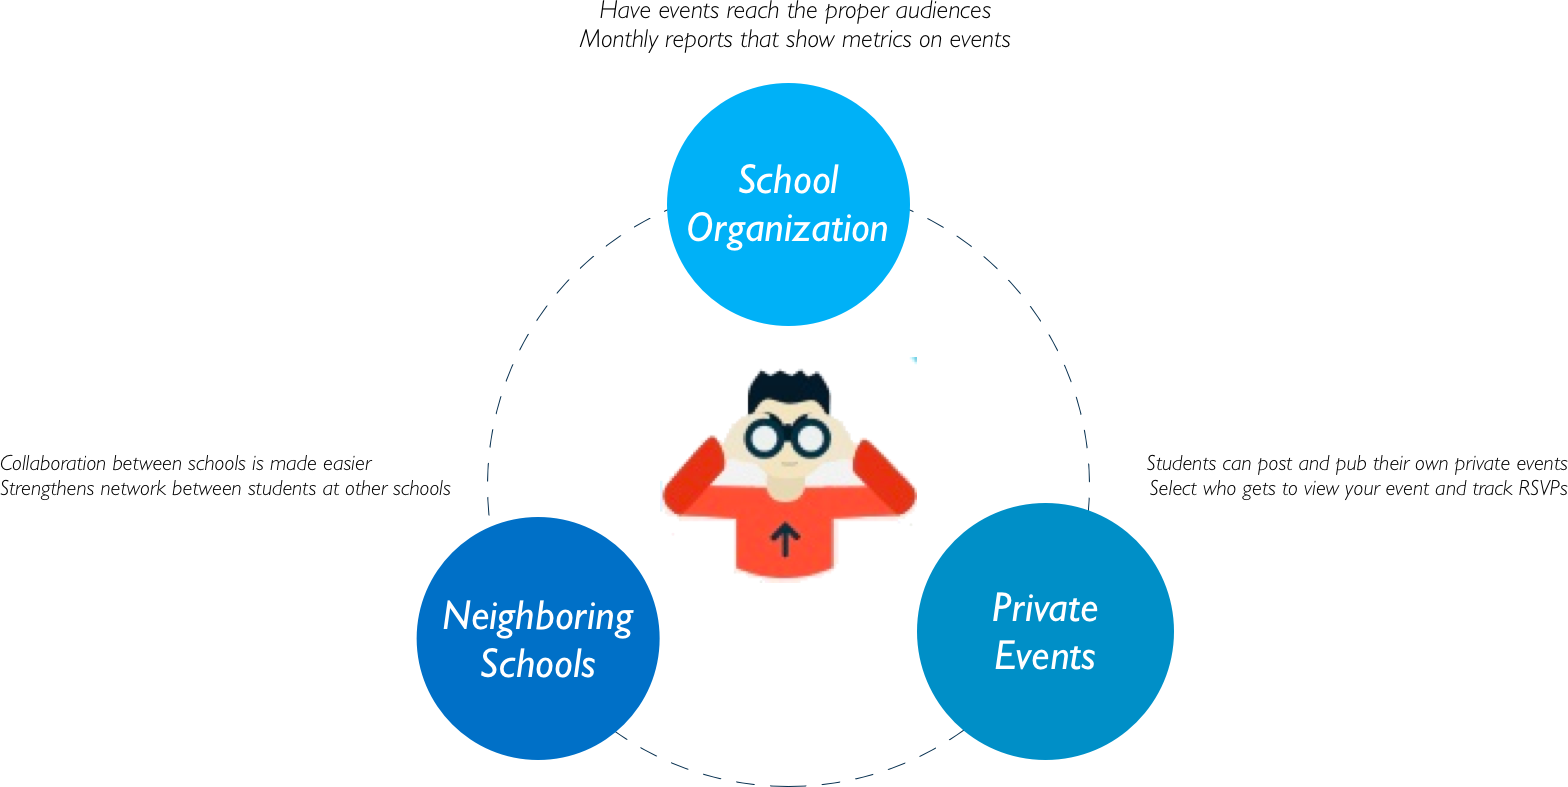 Have events reach the proper audiences
Monthly reports that show metrics on events
School
Organization
Collaboration between schools is made easier
Strengthens network between students at other schools
Students can post and pub their own private events
Select who gets to view your event and track RSVPs
Neighboring
Schools
Private
Events